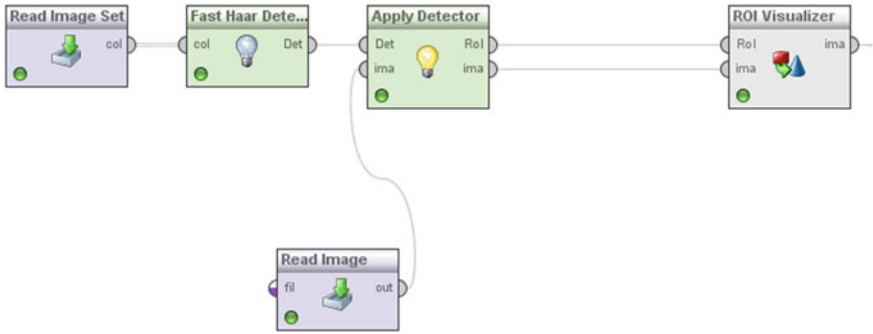 Read Image Set
col
Fast Haar Dete...
col
Det
Apply Detector
Det
RoI
ima
ima
ROI Visualizer
RoI
ima
ima
Read Image
fil
out